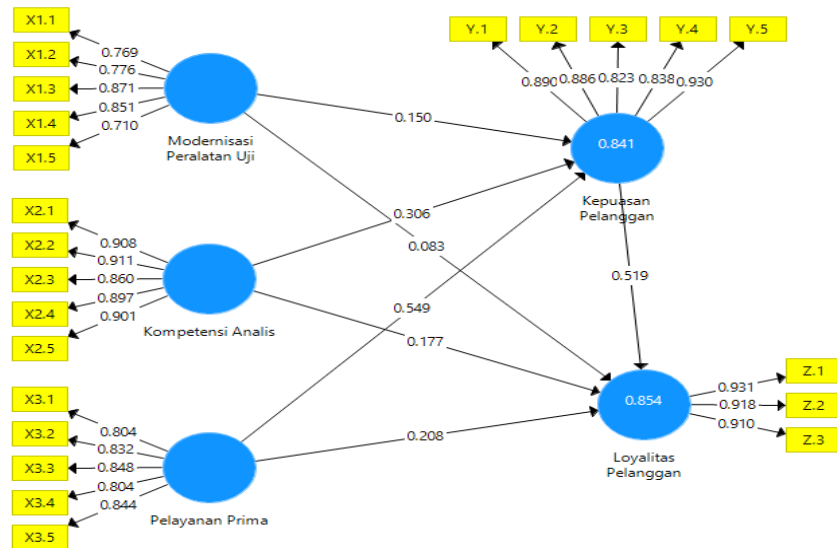 X1.1
X1.2
X1.3
X1.4
X1.5
0.769
0.776
0.871
0.851
0.710
Modernisasi
Peralatan Uji
X2.1
X2.2
X2.3
X2.4
X2.5
0.908
0.911
0.860
0.897
0.901
Kompetensi Analis
X3.1
X3.2
X3.3
X3.4
X3.5
0.804
0.832
0.848
0.804
0.844
Pelayanan Prima
0.150
0.306
0.083
0.549
0.177
0.208
Y.1
Y.2
Y.3
Y.4
Y.5
0.890
0.886
0.823
0.838
0.930
0.841
Kepuasan
Pelanggan
0.519
0.854
Loyalitas
Pelanggan
0.931
0.918
0.910
Z.1
Z.2
Z.3